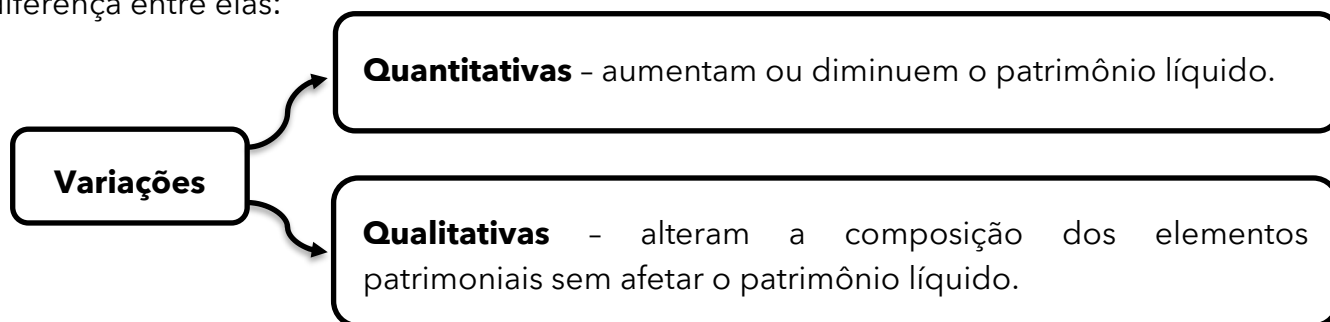 diferença entre elas:
Quantitativas – aumentam ou diminuem o patrimônio líquido.
Variações
Qualitativas – alteram a composição dos elementos
patrimoniais sem afetar o patrimônio líquido.